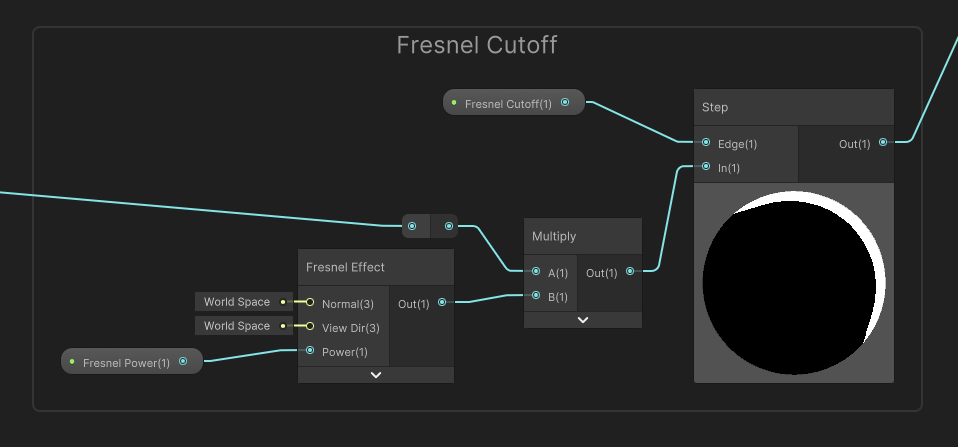 Fresnel Cutoff
Fresnel Cutoff(1)
Step
Edge(1)
Out(1)
In(1)
Multiply
A(1)
Out(1)
B(1)
Fresnel Effect
World Space
Normal(3)
Out(1)
World Space
View Dir(3)
Power(1)
Fresnel Power(1)